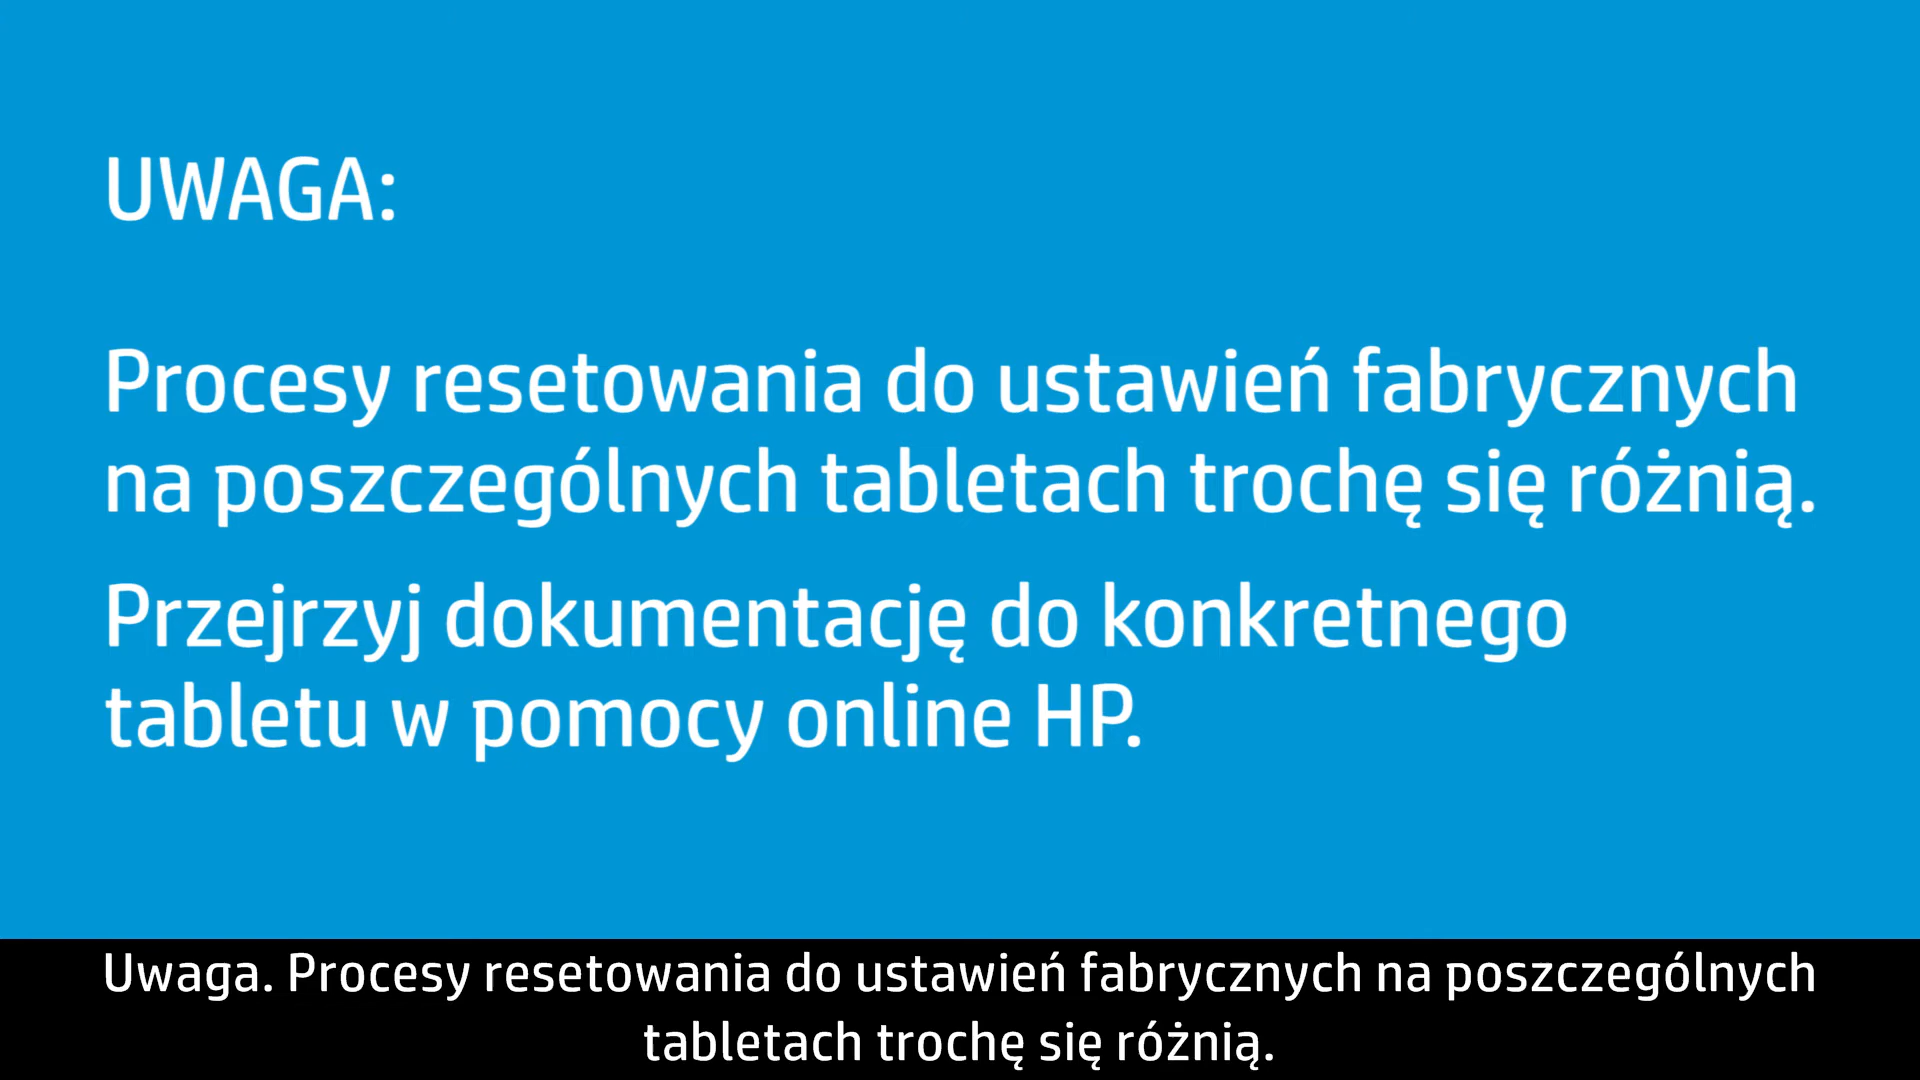 UWAGA:
Procesy resetowania do ustawień fabrycznych
na poszczególnych tabletach trochę się różnią.
Przejrzyj dokumentację do konkretnego
tabletu w pomocy online HP.
Uwaga. Procesy resetowania do ustawień fabrycznych na poszczególnych
tabletach trochę się różnią.